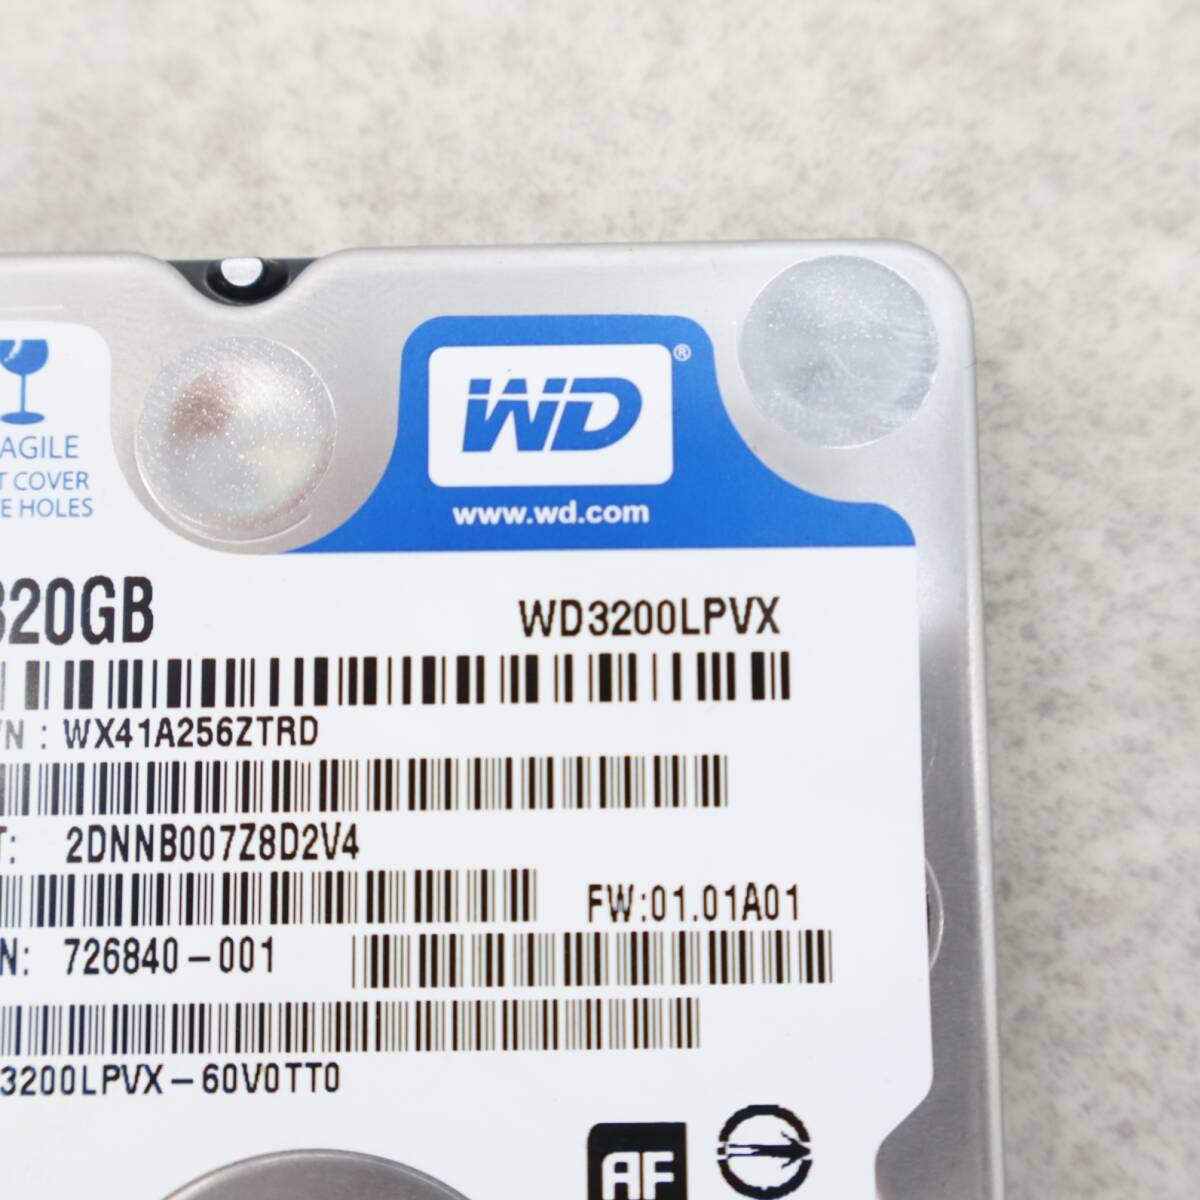 WD®
www.wd.com
AGILE
T COVER
E HOLES
320GB
WD3200LPVX
/N : WX41A256ZTRD
T: 2DNNB007Z8D2V4
FW:01.01A01
N: 726840-001
3200LPVX-60V0TT0
AF